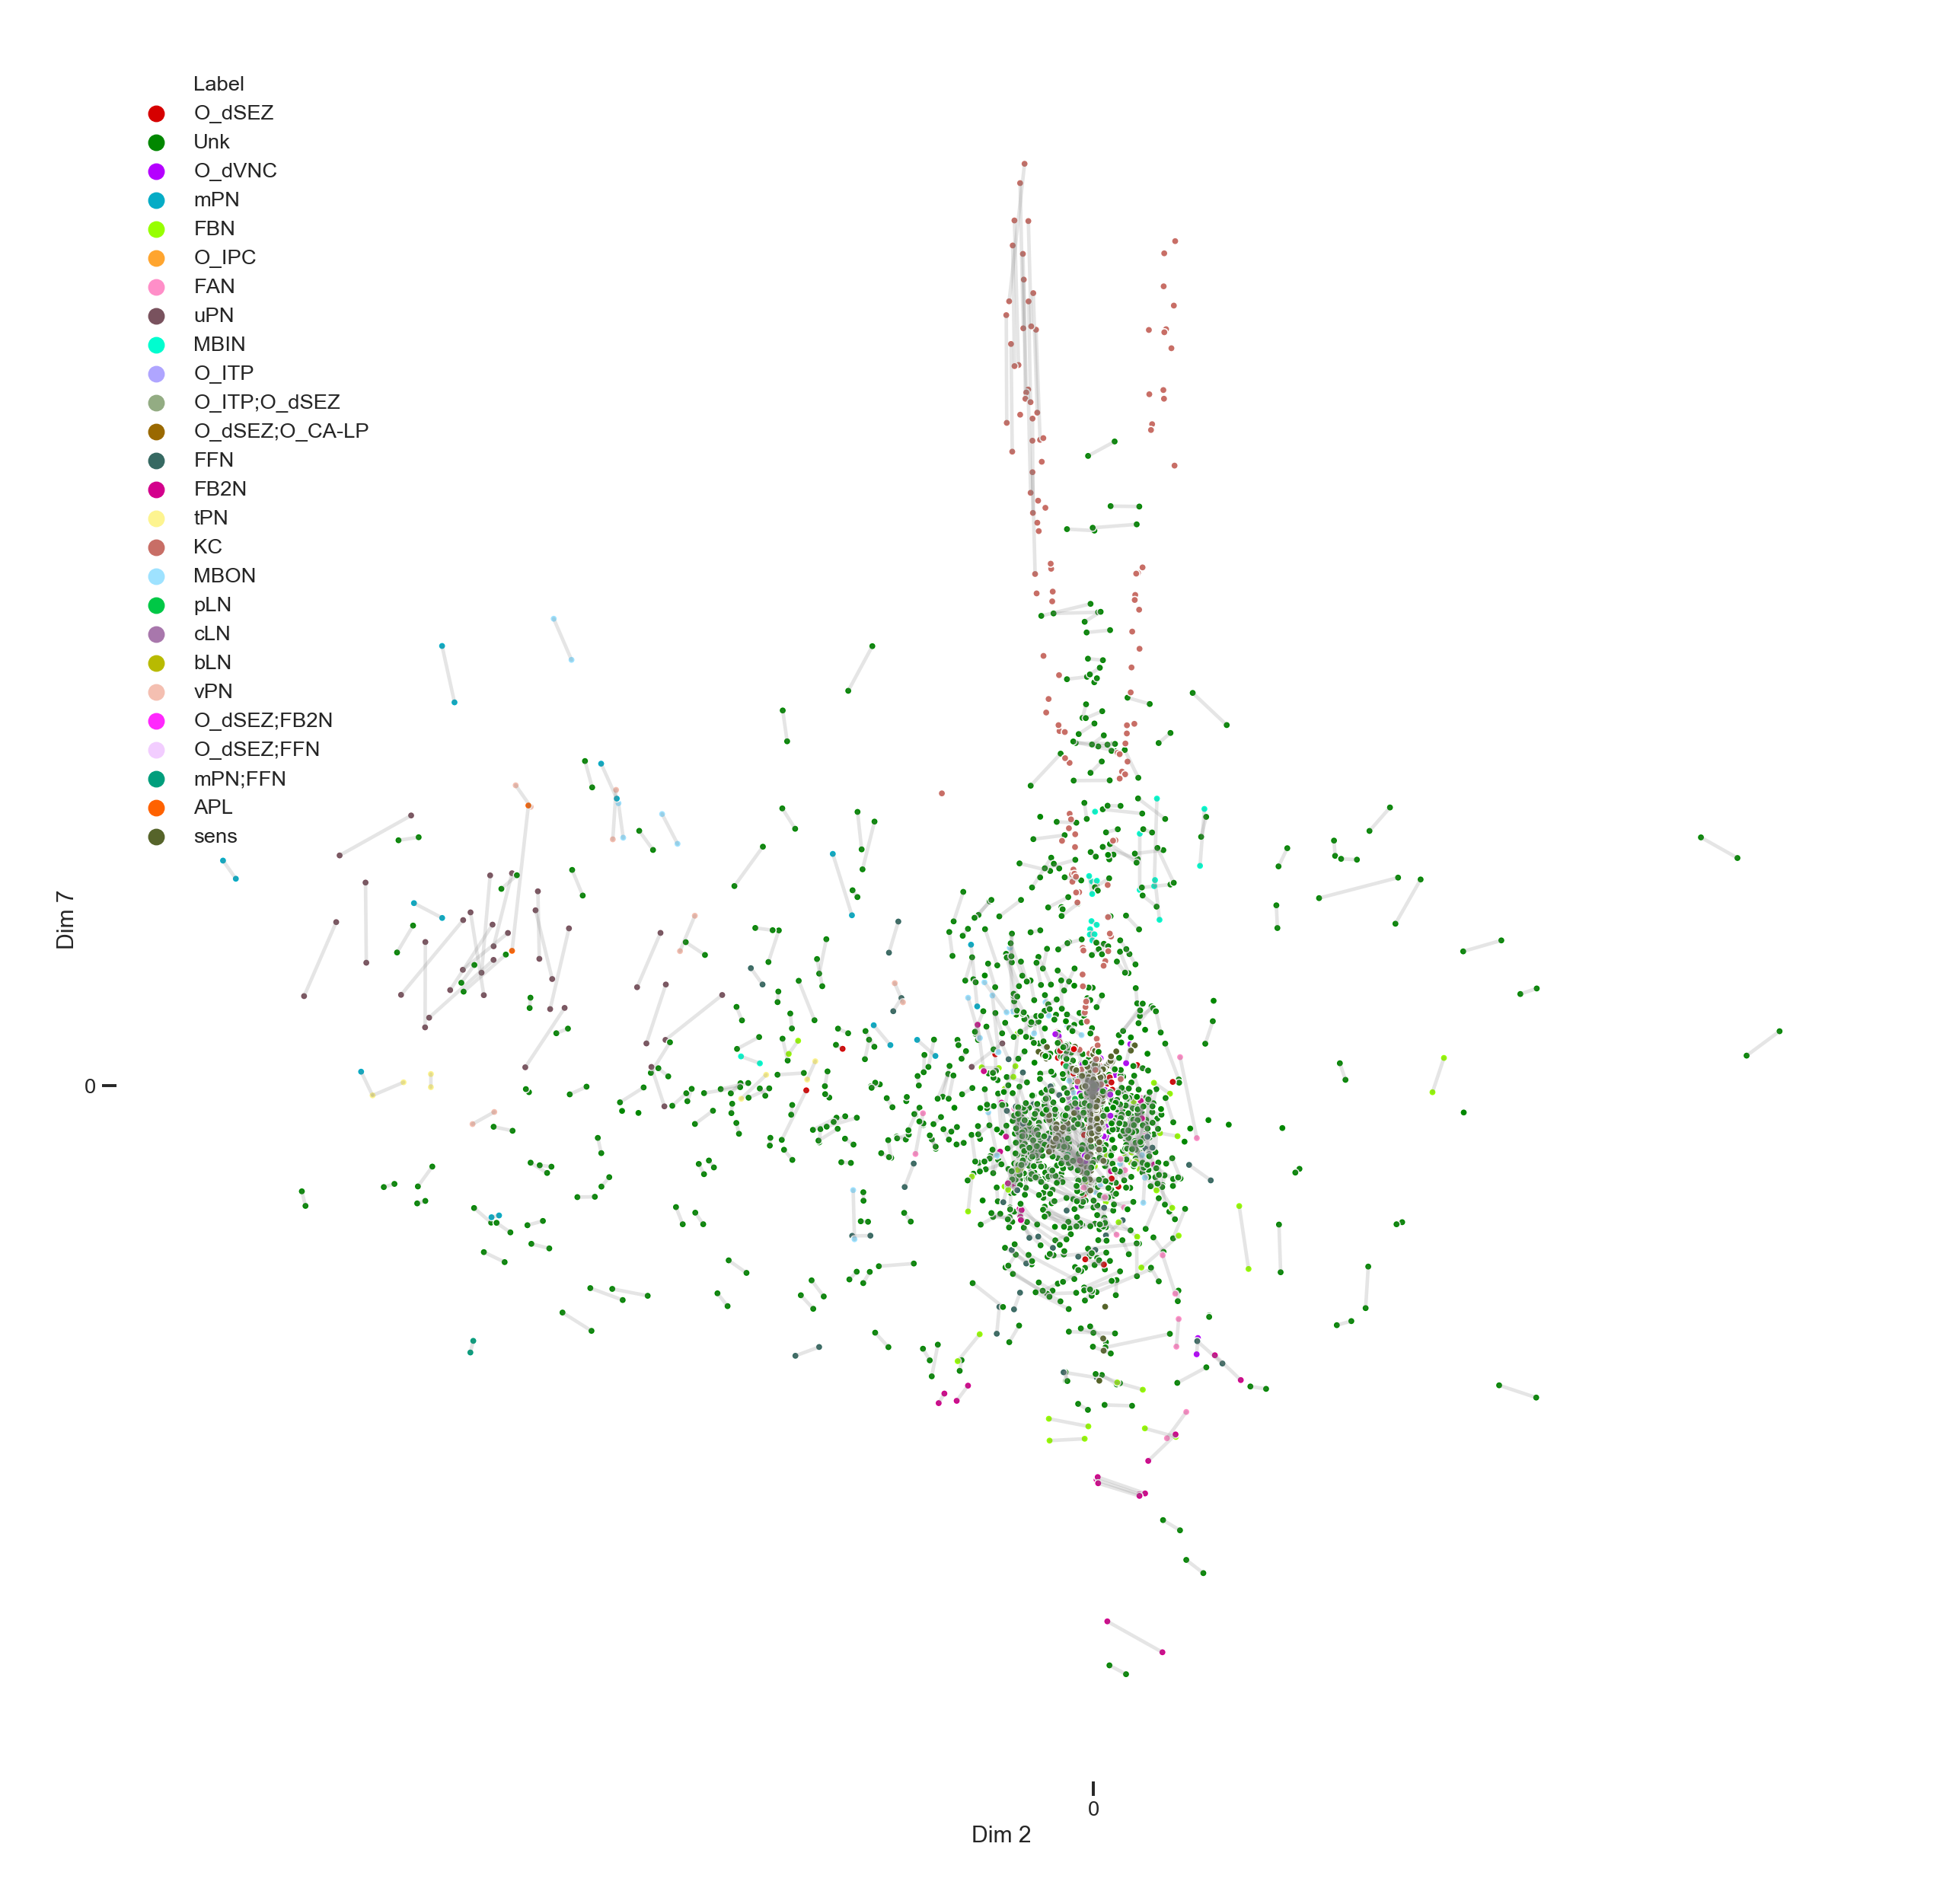 Label
O_dSEZ
Unk
O_dVNC
mPN
FBN
O_IPC
FAN
uPN
MBIN
O_ITP
O_ITP;O_dSEZ
O_dSEZ;O_CA-LP
FFN
FB2N
tPN
KC
MBON
pLN
cLN
bLN
vPN
O_dSEZ;FB2N
O_dSEZ;FFN
mPN;FFN
APL
sens
Dim 7
0
0
Dim 2